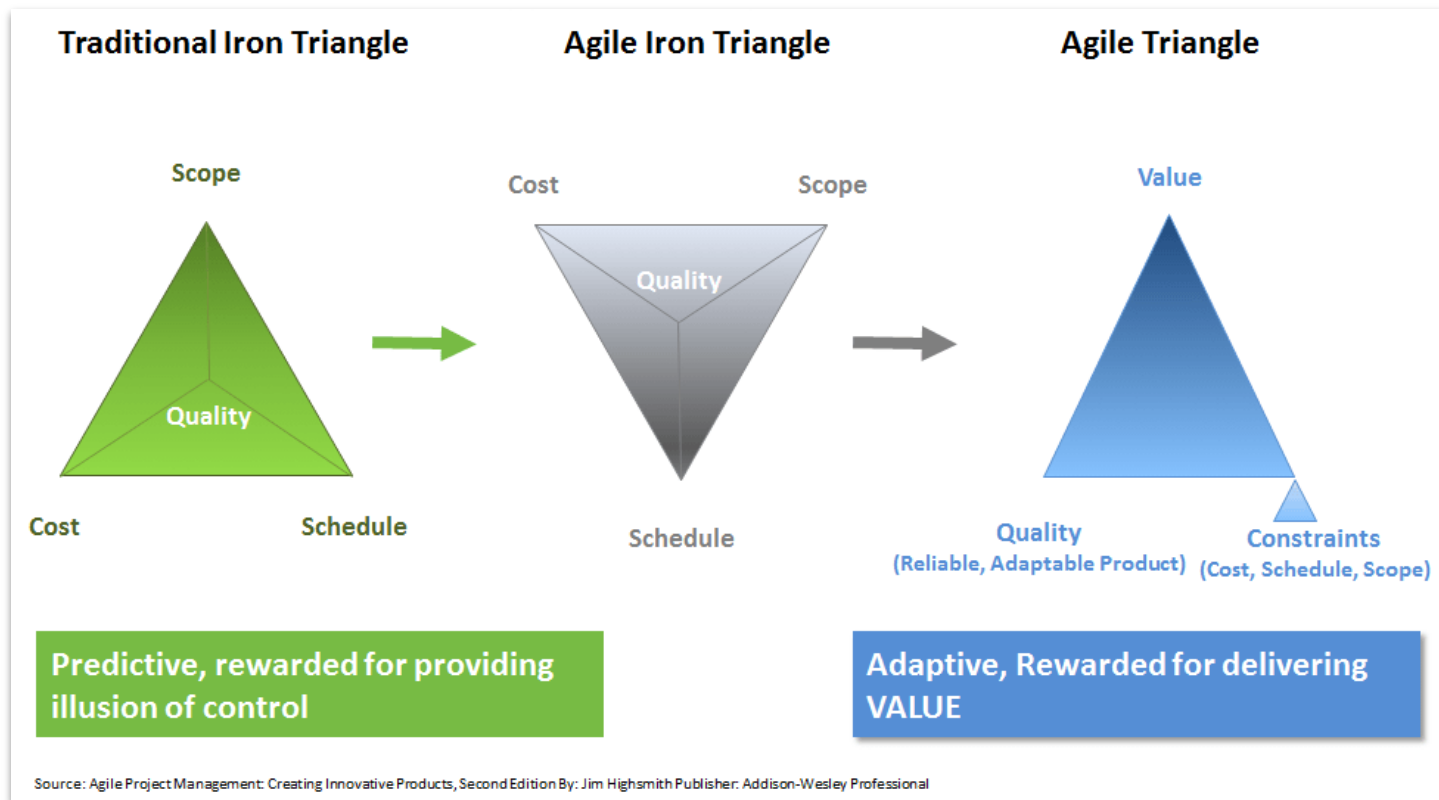 Traditional Iron Triangle
Agile Iron Triangle
Agile Triangle
Scope
Quality
Cost
Schedule
Cost
Scope
Quality
Schedule
Value
Quality
(Reliable, Adaptable Product)
Constraints
(Cost, Schedule, Scope)
Predictive, rewarded for providing
illusion of control
Adaptive, Rewarded for delivering
VALUE
Source: Agile Project Management: Creating Innovative Products, Second Edition By: Jim Highsmith Publisher: Addison-Wesley Professional